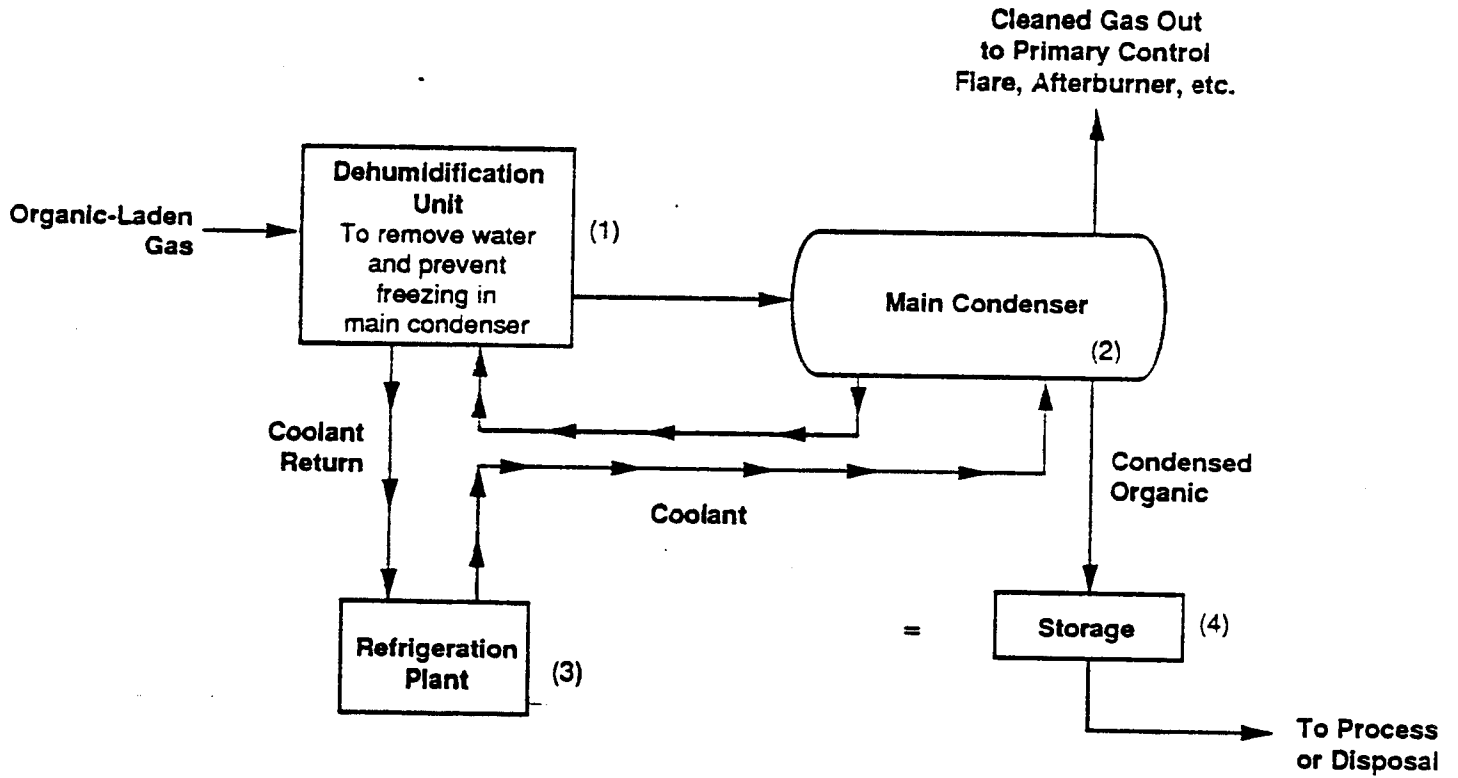 Cleaned Gas Out
to Primary Control
Flare, Afterburner, etc.
Dehumidification
Unit
To remove water
and prevent
freezing in
main condenser
(1)
Organic-Laden
Gas
Main Condenser
(2)
Coolant
Return
Coolant
Condensed
Organic
Refrigeration
Plant
(3)
=
Storage
(4)
To Process
or Disposal